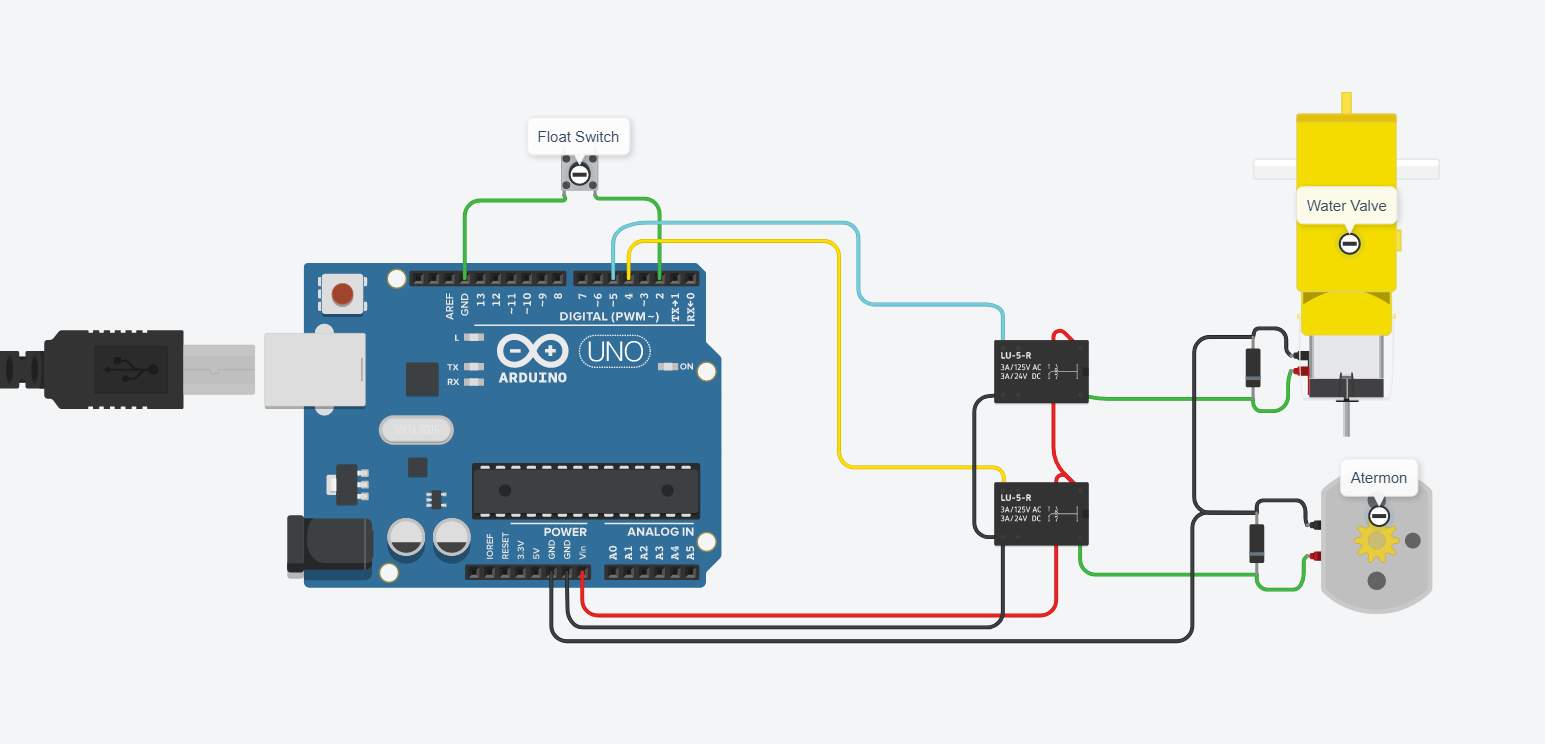 Float Switch
Water Valve
AREF
GND
13
12
~11
~10
~9
8
7
~6
~5
4
~3
2
TX→1
RX←0
DIGITAL (PWM~)
L
TX
RX
ARDUINO
UNO
ON
LU-5-R
3A/125V AC
3A/24V DC
LU-5-R
3A/125V AC
3A/24V DC
Atermon
POWER
ANALOG IN
IOREF
RESET
3.3V
5V
GND
GND
Vin
A0
A1
A2
A3
A4
A5